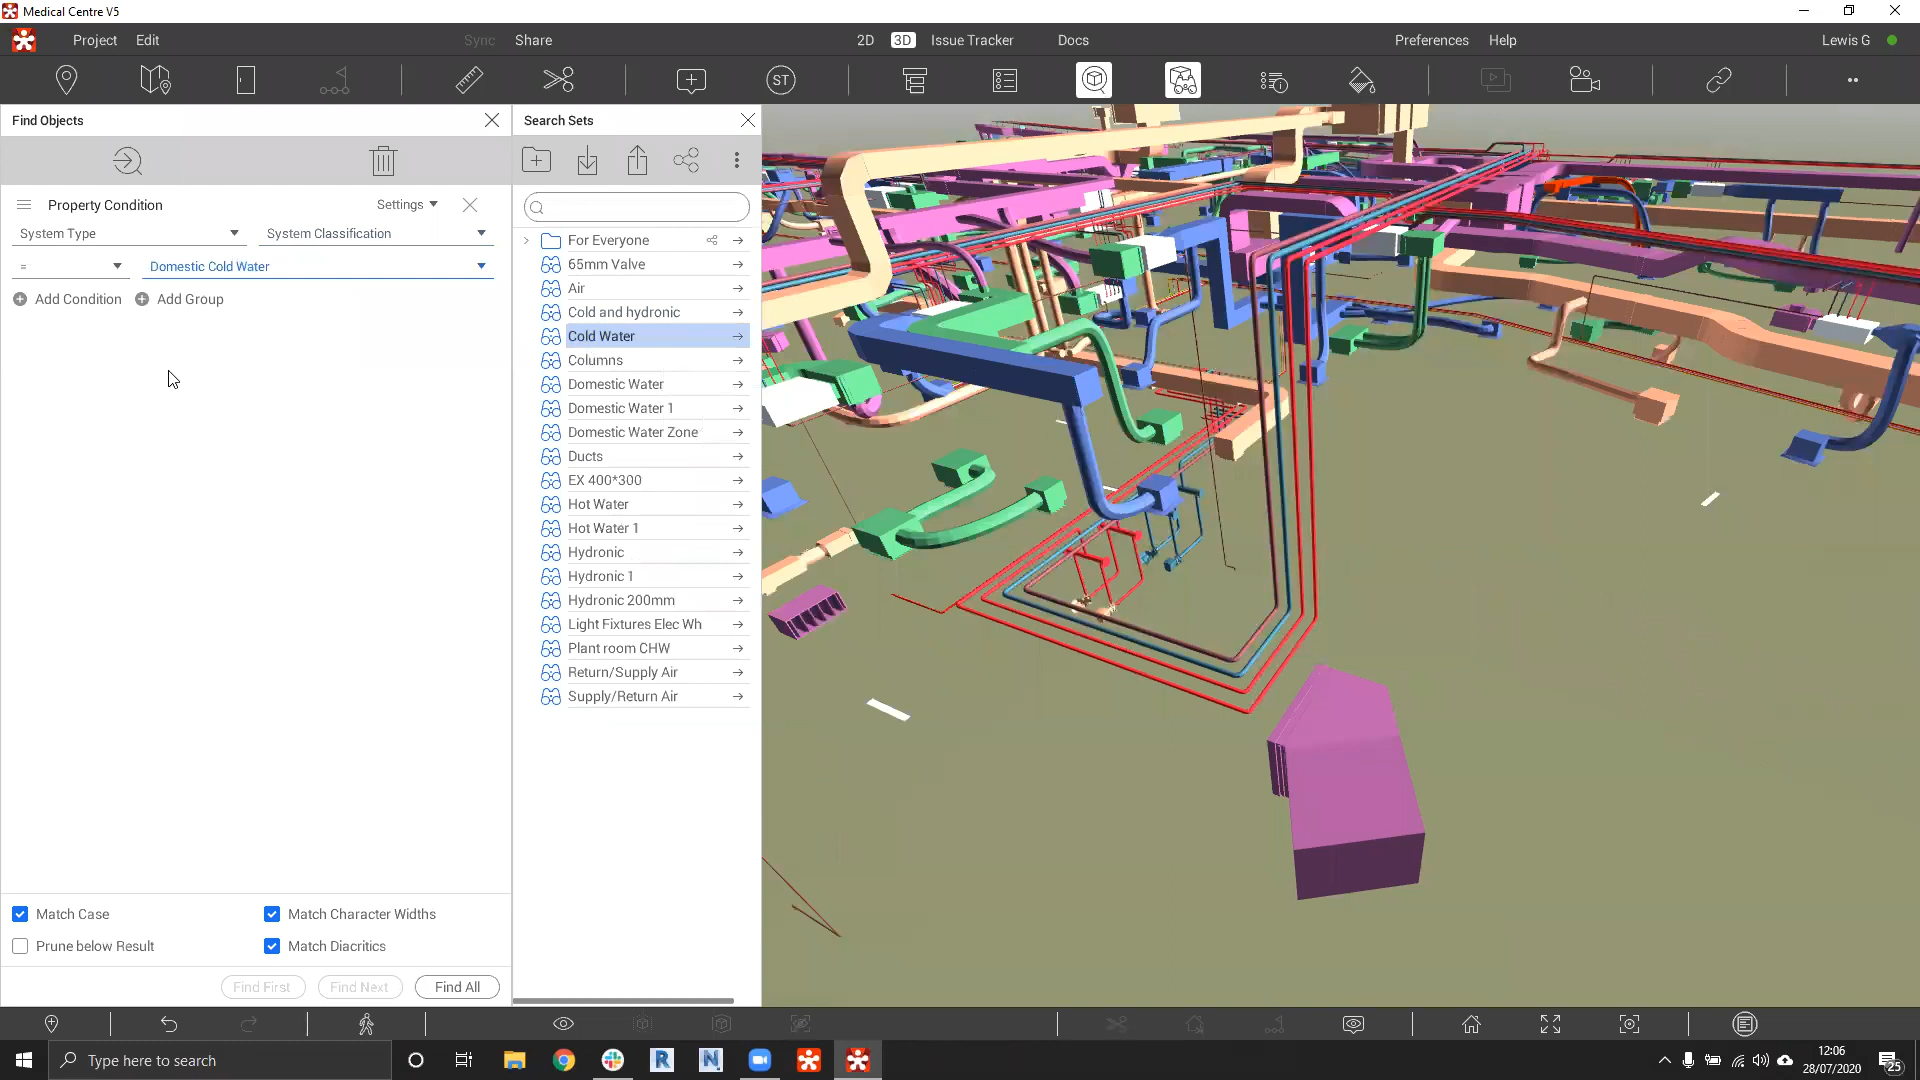 Medical Centre V5
Project Edit Sync Share 2D 3D Issue Tracker Docs Preferences Help Lewis G
ST
Find Objects
Property Condition Settings
System Type System Classification
= Domestic Cold Water
Add Condition Add Group
Match Case Match Character Widths
Prune below Result Match Diacritics
Find First Find Next Find All
Search Sets
For Everyone
65mm Valve
Air
Cold and hydronic
Cold Water
Columns
Domestic Water
Domestic Water 1
Domestic Water Zone
Ducts
EX 400*300
Hot Water
Hot Water 1
Hydronic
Hydronic 1
Hydronic 200mm
Light Fixtures Elec Wh
Plant room CHW
Return/Supply Air
Supply/Return Air
Type here to search
R N
12:06
28/07/2020
25